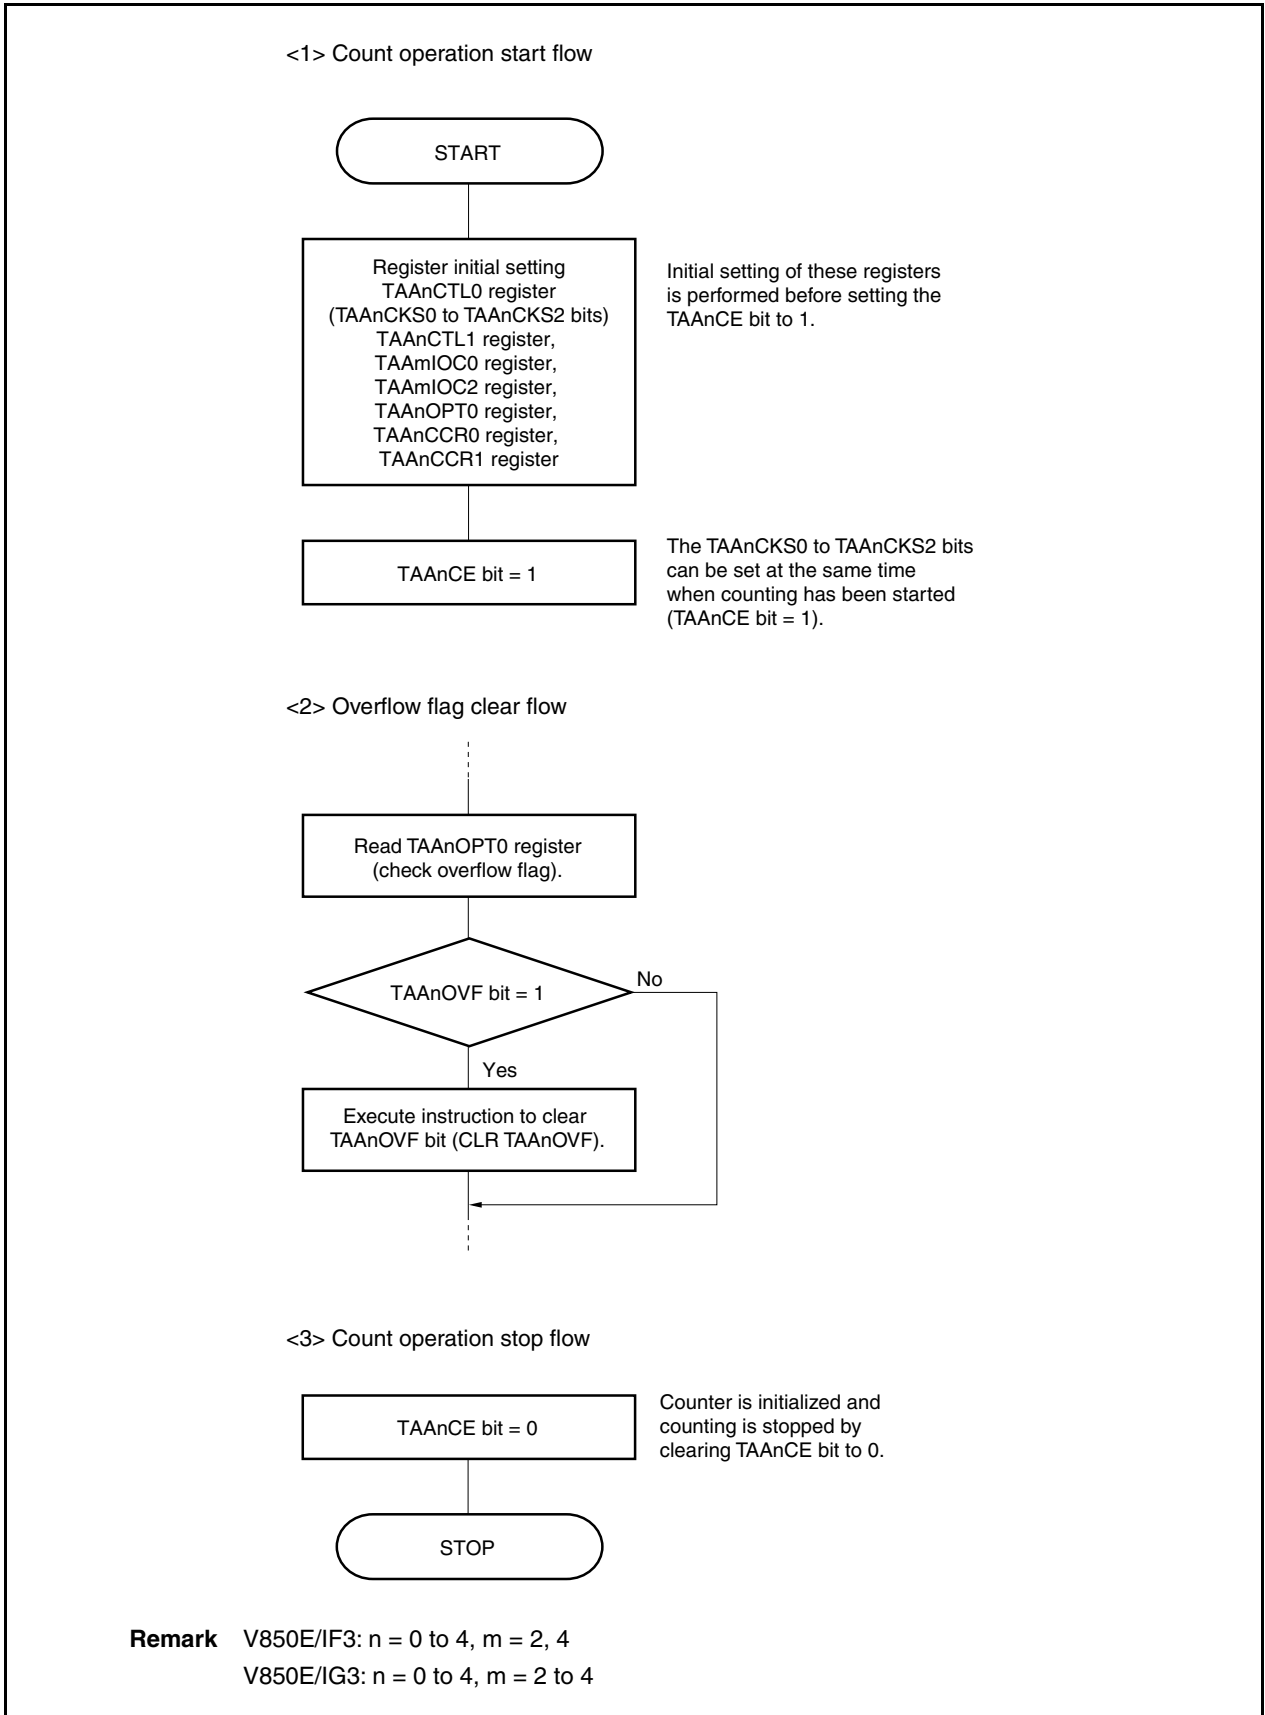 <1> Count operation start flow
START
Register initial setting
TAAnCTL0 register
(TAAnCKS0 to TAAnCKS2 bits)
TAAnCTL1 register,
TAAmIOC0 register,
TAAmIOC2 register,
TAAnOPT0 register,
TAAnCCR0 register,
TAAnCCR1 register
Initial setting of these registers
is performed before setting the
TAAnCE bit to 1.
TAAnCE bit = 1
The TAAnCKS0 to TAAnCKS2 bits
can be set at the same time
when counting has been started
(TAAnCE bit = 1).
<2> Overflow flag clear flow
Read TAAnOPT0 register
(check overflow flag).
TAAnOVF bit = 1
No
Yes
Execute instruction to clear
TAAnOVF bit (CLR TAAnOVF).
<3> Count operation stop flow
TAAnCE bit = 0
Counter is initialized and
counting is stopped by
clearing TAAnCE bit to 0.
STOP
Remark V850E/IF3: n = 0 to 4, m = 2, 4
V850E/IG3: n = 0 to 4, m = 2 to 4